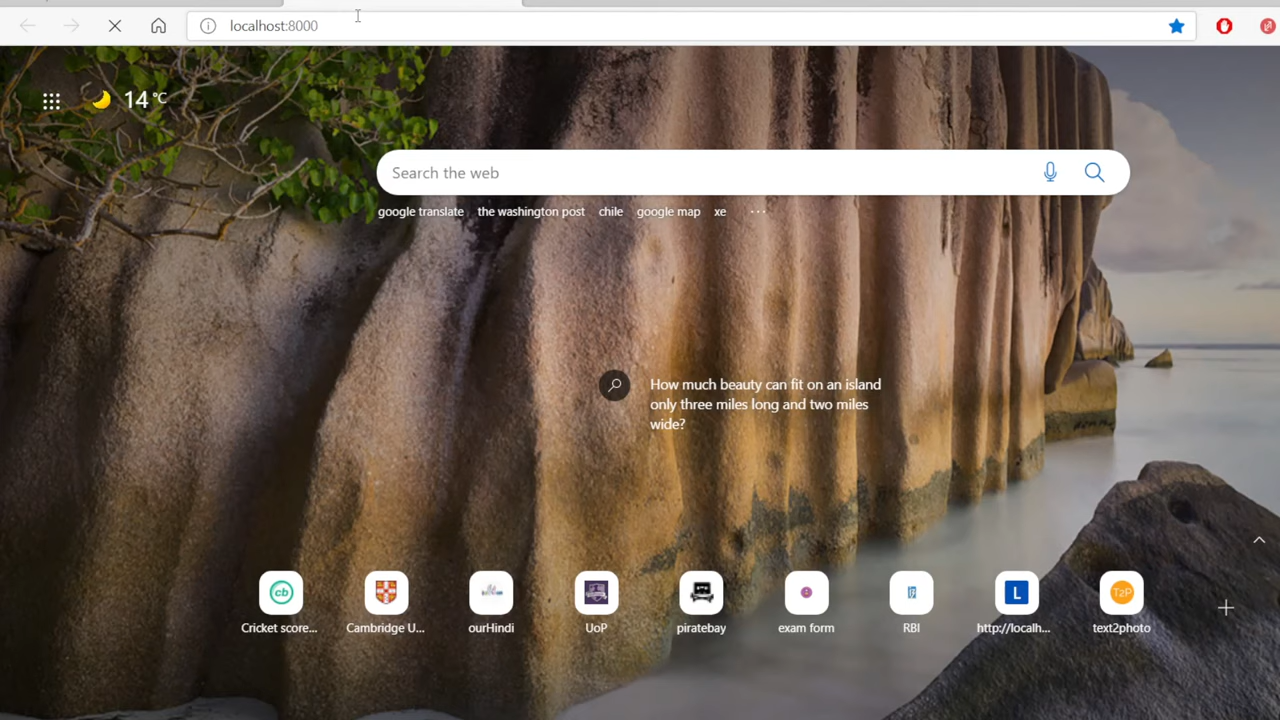 localhost:8000
14 °C
Search the web
google translate the washington post chile google map xe ...
How much beauty can fit on an island
only three miles long and two miles
wide?
cb
L
T2P
Cricket score... Cambridge U... ourHindi UoP piratebay exam form RBI http://localh... text2photo